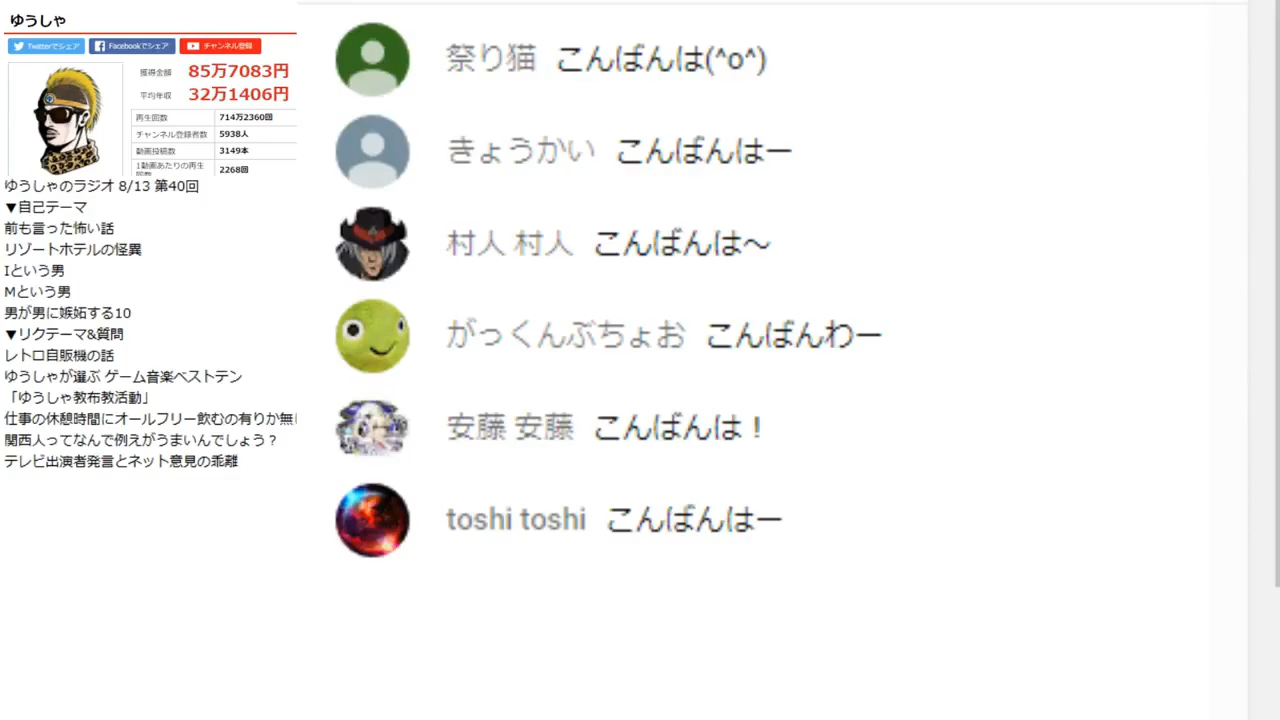 ゆうしゃ
Twitterでシェア Facebookでシェア チャンネル登録
獲得金額 85万7083円
平均年収 32万1406円
再生回数 714万2360回
チャンネル登録者数 5938人
動画投稿数 3149本
1動画あたりの再生回数 2268回
ゆうしゃのラジオ 8/13 第40回
▼自己テーマ
前も言った怖い話
リゾートホテルの怪異
Iという男
Mという男
男が男に嫉妬する10
▼リクテーマ&質問
レトロ自販機の話
ゆうしゃが選ぶ ゲーム音楽ベストテン
「ゆうしゃ教布教活動」
仕事の休憩時間にオールフリー飲むの有りか無し
関西人ってなんで例えがうまいんでしょう？
テレビ出演者発言とネット意見の乖離
祭り猫 こんばんは(^o^)
きょうかい こんばんはー
村人 村人 こんばんは～
がっくんぶちょお こんばんわー
安藤 安藤 こんばんは！
toshi toshi こんばんはー